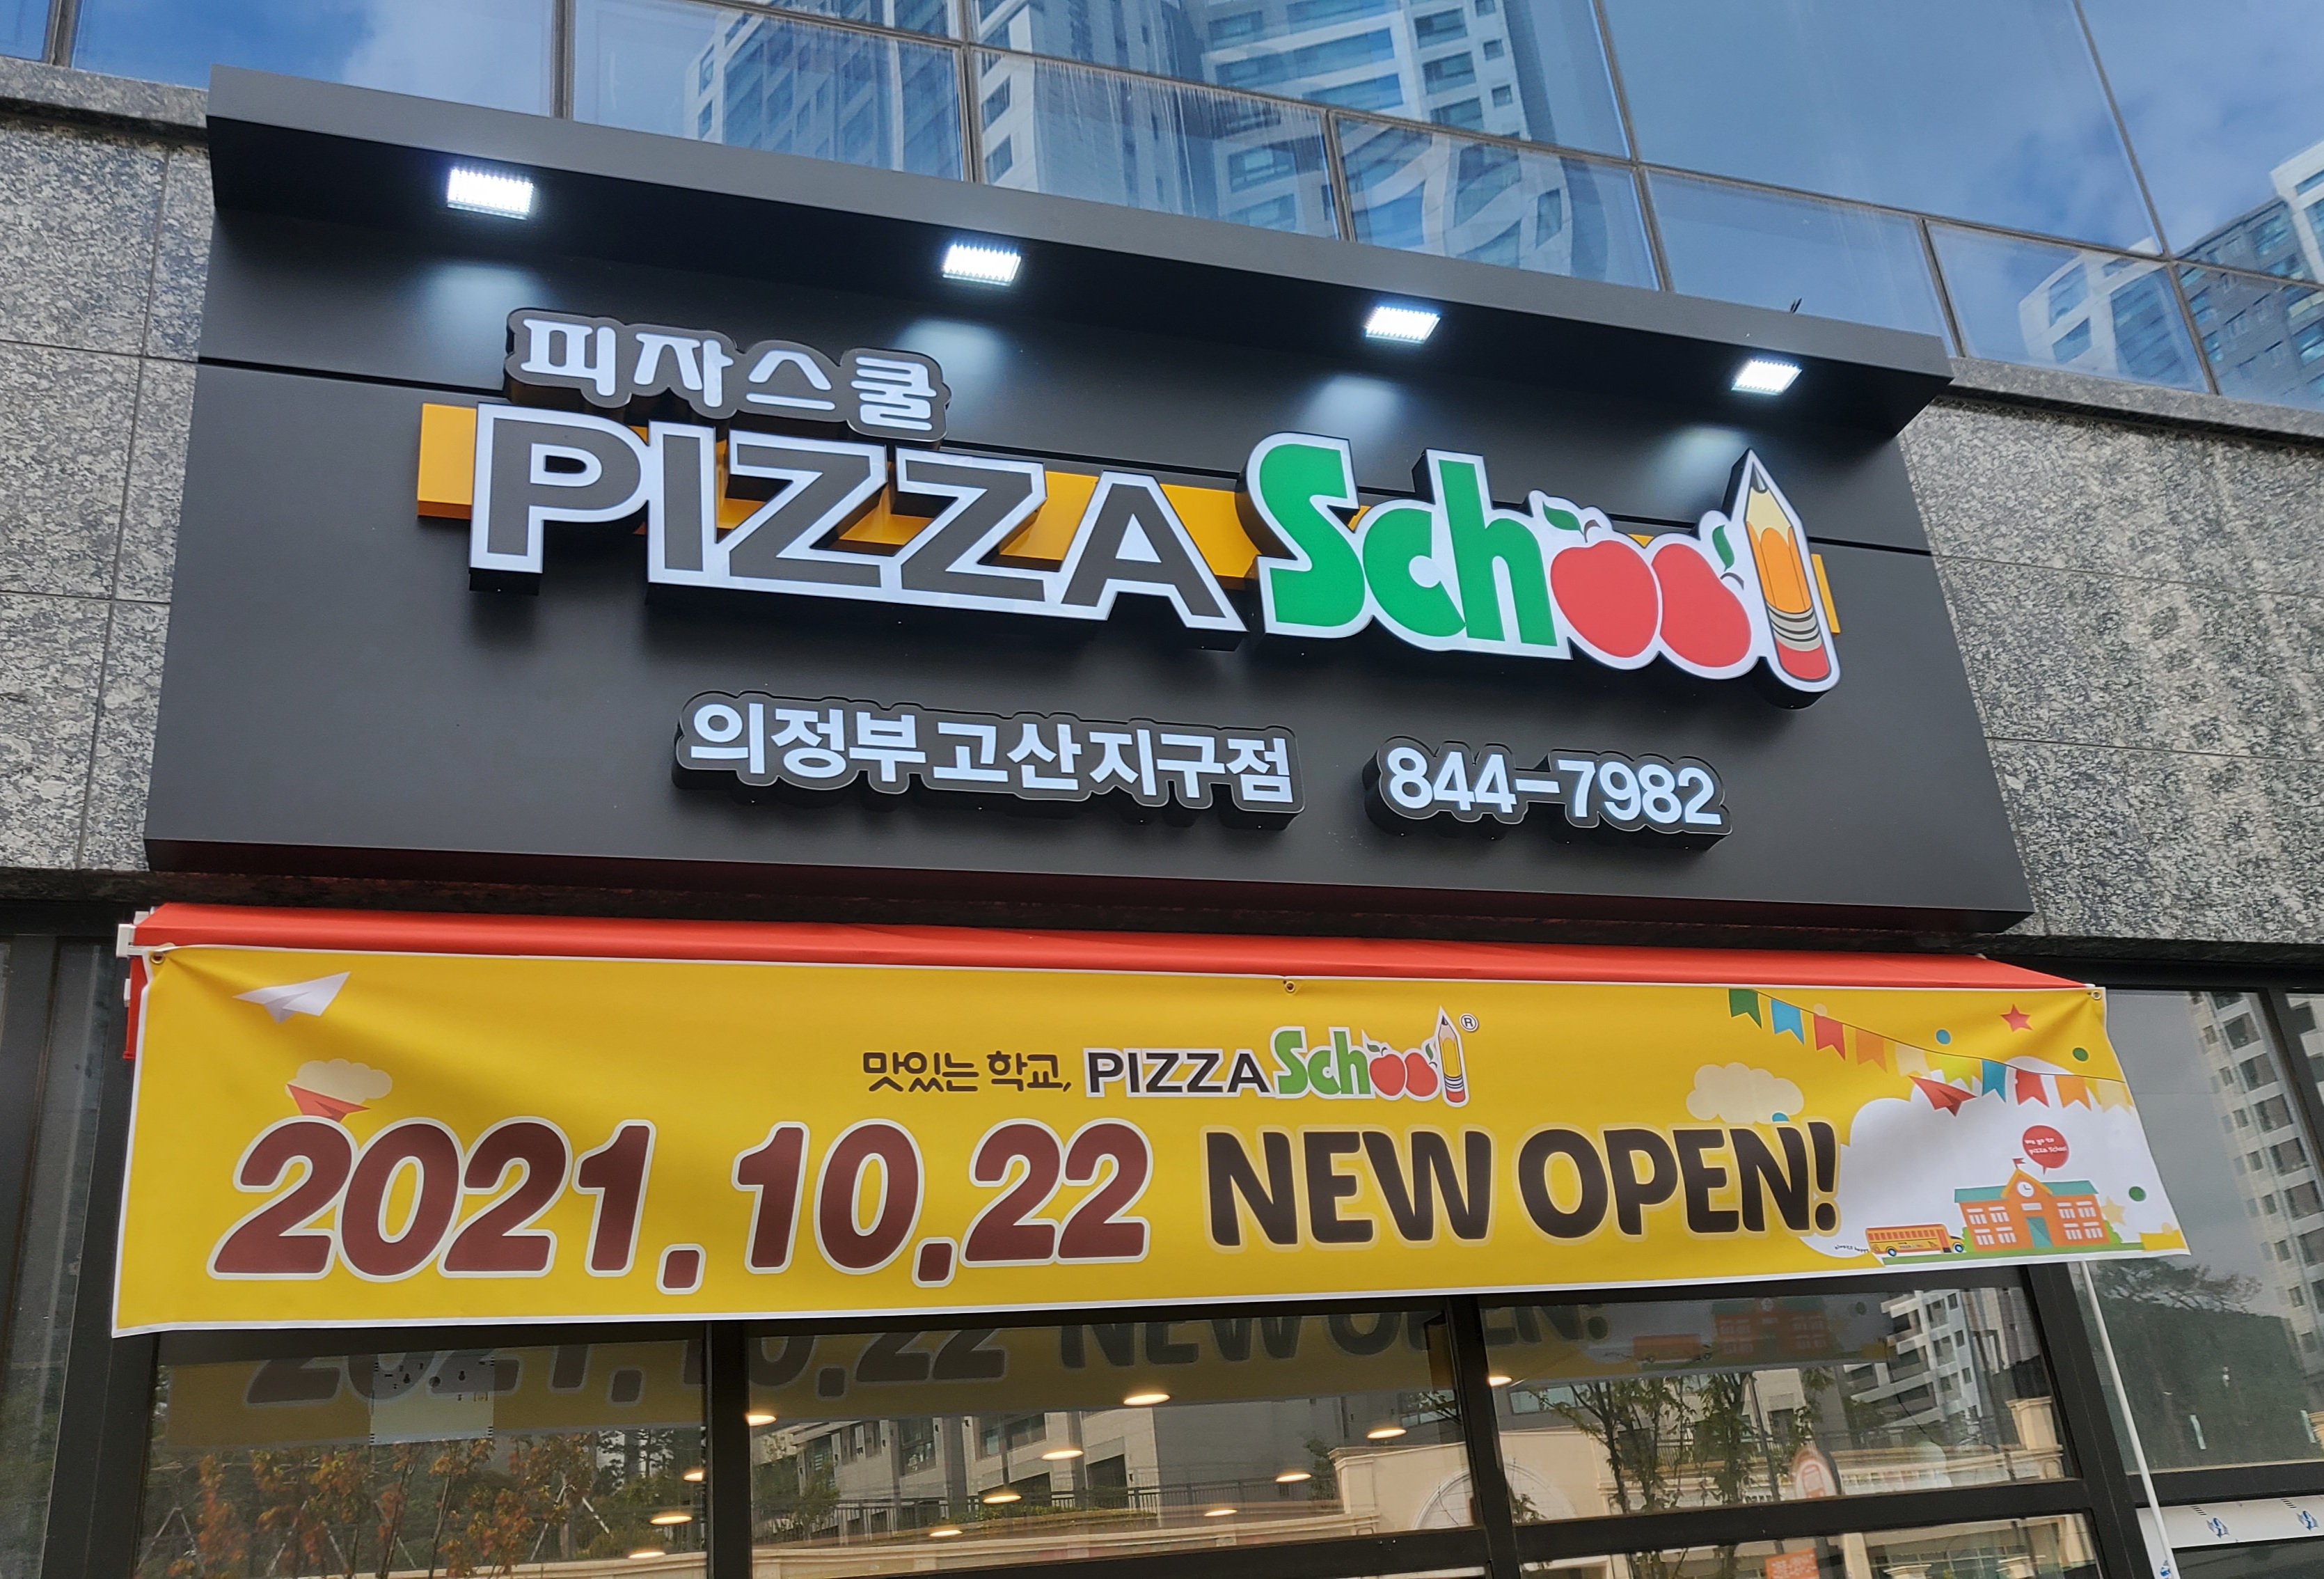 피자스쿨
PIZZA School
의정부고산지구점 844-7982
맛있는 학교, PIZZA School ®
2021.10.22 NEW OPEN!